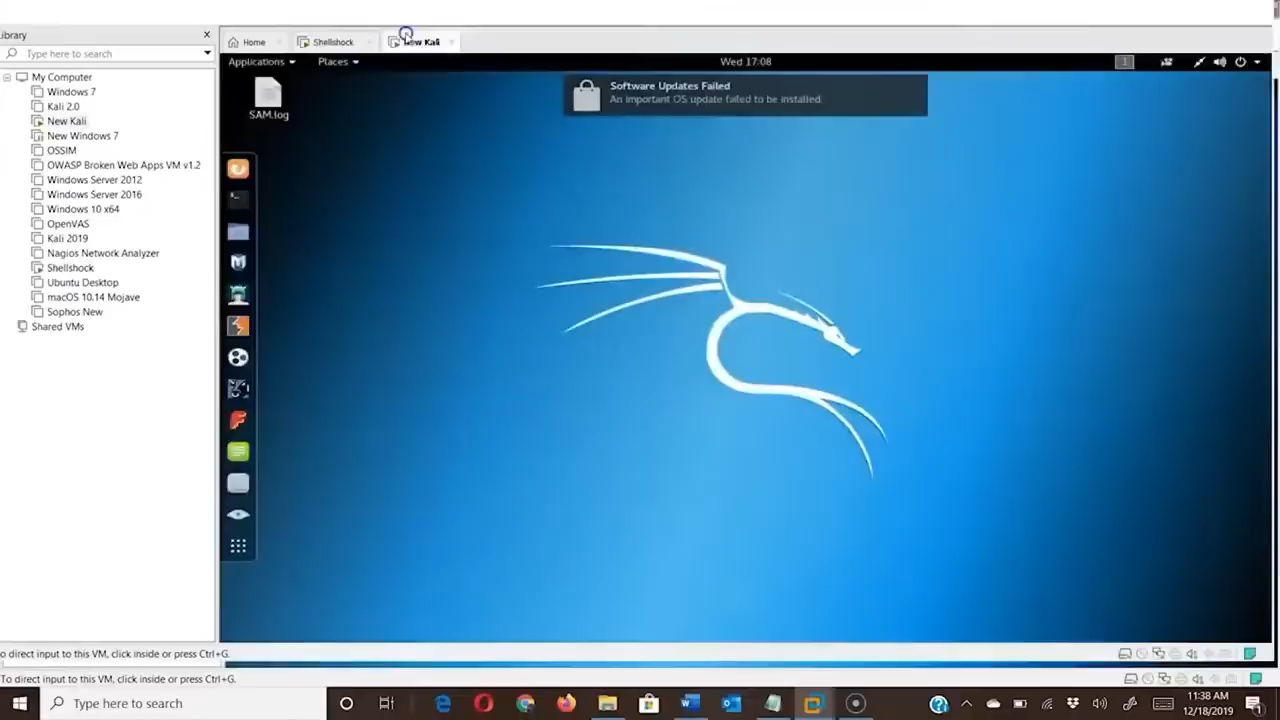 Library
Type here to search
My Computer
Windows 7
Kali 2.0
New Kali
New Windows 7
OSSIM
OWASP Broken Web Apps VM v1.2
Windows Server 2012
Windows Server 2016
Windows 10 x64
OpenVAS
Kali 2019
Nagios Network Analyzer
Shellshock
Ubuntu Desktop
macOS 10.14 Mojave
Sophos New
Shared VMs
Home
Shellshock
New Kali
Applications
Places
Wed 17:08
1
SAM.log
Software Updates Failed
An important OS update failed to be installed.
o direct input to this VM, click inside or press Ctrl+G.
To direct input to this VM, click inside or press Ctrl+G.
Type here to search
11:38 AM
12/18/2019
1